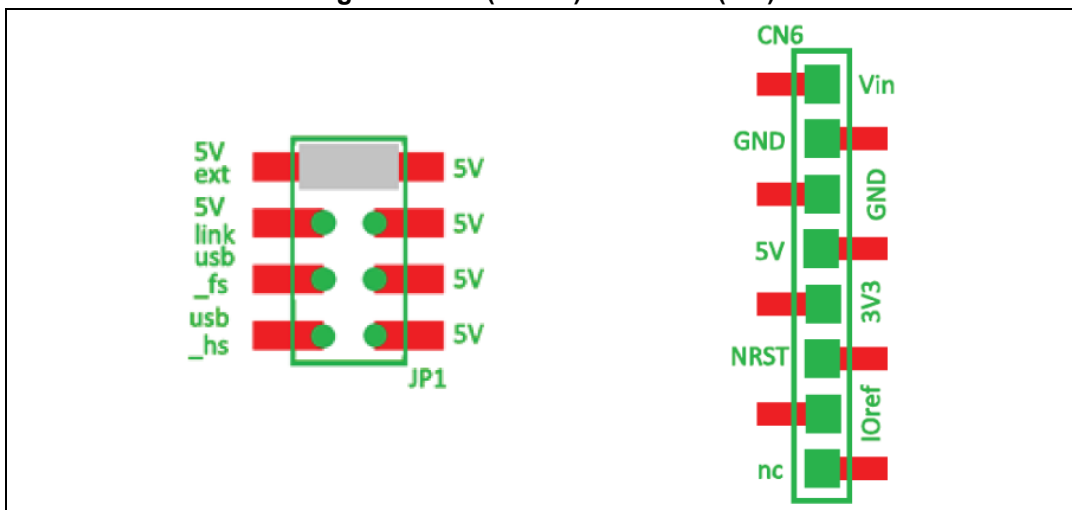 5V
ext
5V
5V
link
5V
usb
_fs
5V
usb
_hs
5V
JP1
CN6
Vin
GND
GND
5V
3V3
NRST
IOref
nc